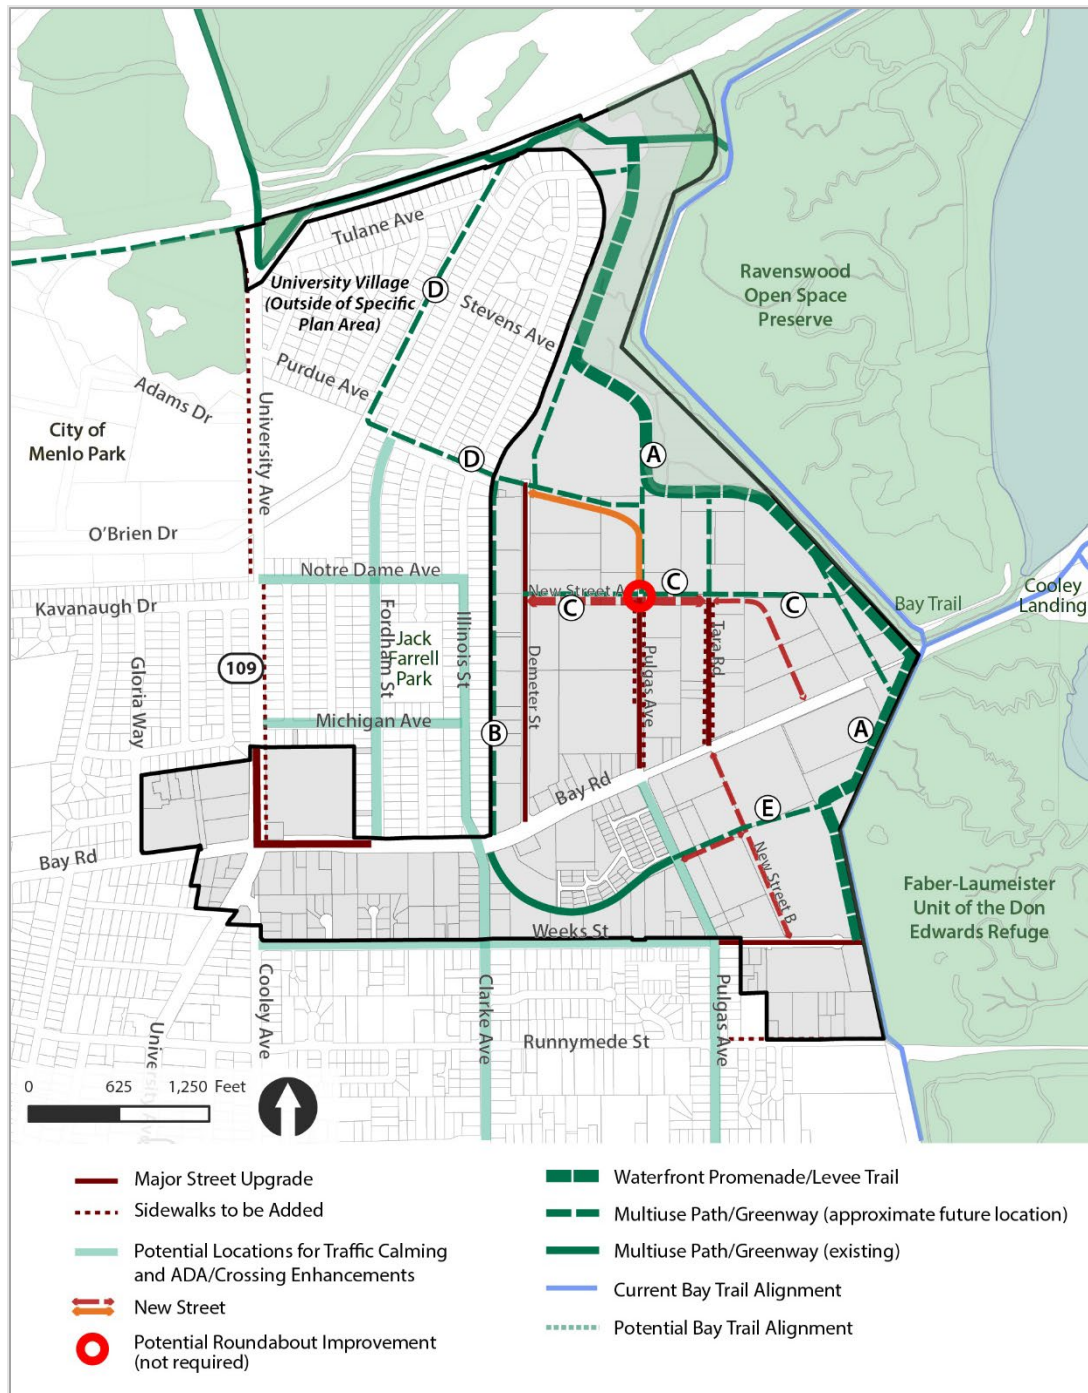 Tulane Ave
University Village
(Outside of Specific
Plan Area)
D
Stevens Ave
Ravenswood
Open Space
Preserve
Purdue Ave
Adams Dr
University Ave
City of
Menlo Park
D
A
O'Brien Dr
Notre Dame Ave
New Street A
C
C
C
Kavanaugh Dr
Bay Trail
Cooley
Landing
Gloria Way
109
Fordham St
Jack
Farrell
Park
Illinois St
Demeter St
Pulgas Ave
Tara Rd
Michigan Ave
B
A
Bay Rd
E
Bay Rd
New Street B
Faber-Laumeister
Unit of the Don
Edwards Refuge
Weeks St
Cooley Ave
Clarke Ave
Pulgas Ave
Runnymede St
University Ave
0 625 1,250 Feet
Major Street Upgrade
Sidewalks to be Added
Potential Locations for Traffic Calming
and ADA/Crossing Enhancements
New Street
Potential Roundabout Improvement
(not required)
Waterfront Promenade/Levee Trail
Multiuse Path/Greenway (approximate future location)
Multiuse Path/Greenway (existing)
Current Bay Trail Alignment
Potential Bay Trail Alignment